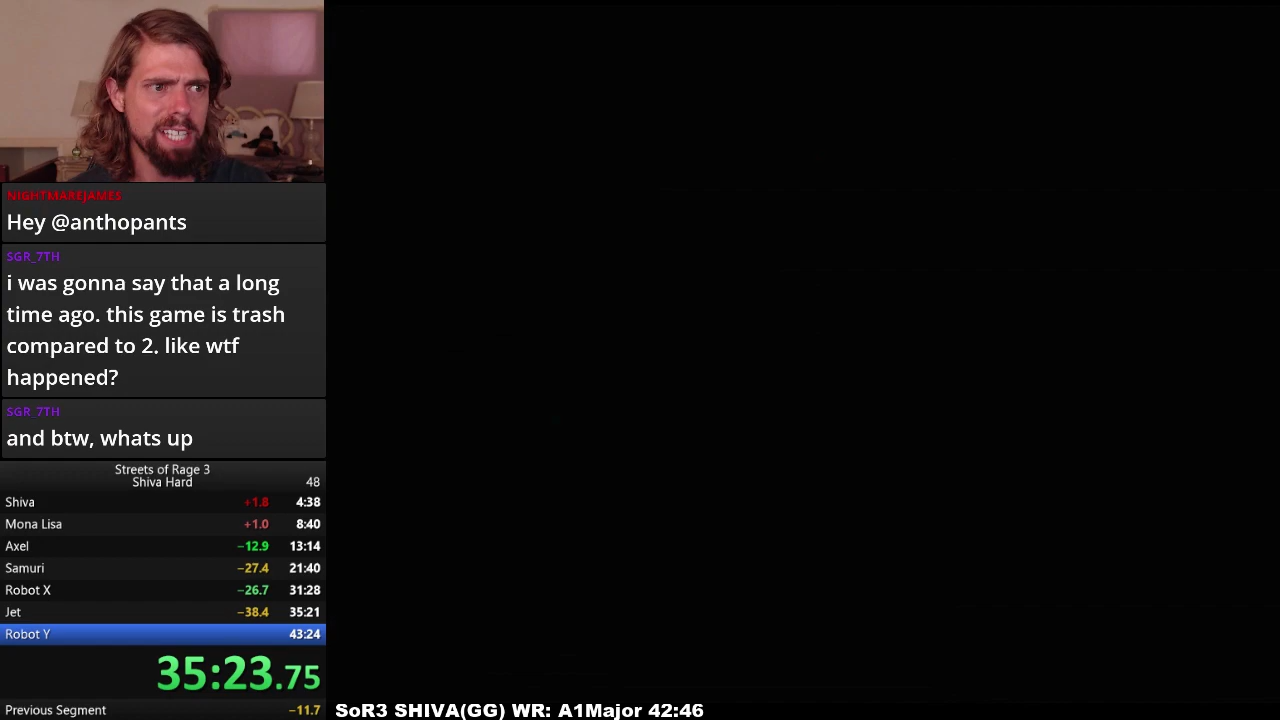 NIGHTMAREJAMES
Hey @anthopants
SGR_7TH
i was gonna say that a long
time ago. this game is trash
compared to 2. like wtf
happened?
SGR_7TH
and btw, whats up
Streets of Rage 3
Shiva Hard 48
Shiva +1.8 4:38
Mona Lisa +1.0 8:40
Axel −12.9 13:14
Samuri −27.4 21:40
Robot X −26.7 31:28
Jet −38.4 35:21
Robot Y 43:24
35:23.75
Previous Segment −11.7
SoR3 SHIVA(GG) WR: A1Major 42:46